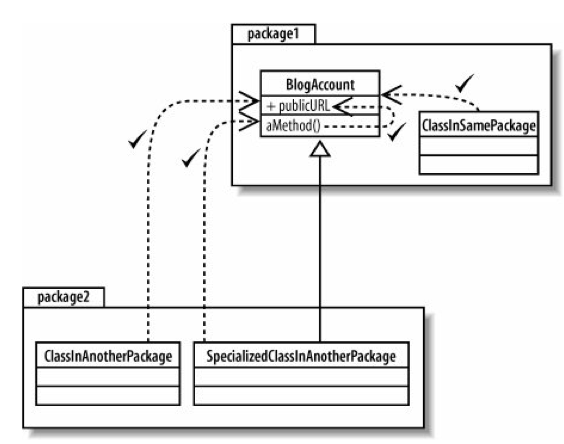 package1
BlogAccount
+ publicURL
aMethod()
ClassInSamePackage
package2
ClassInAnotherPackage
SpecializedClassInAnotherPackage